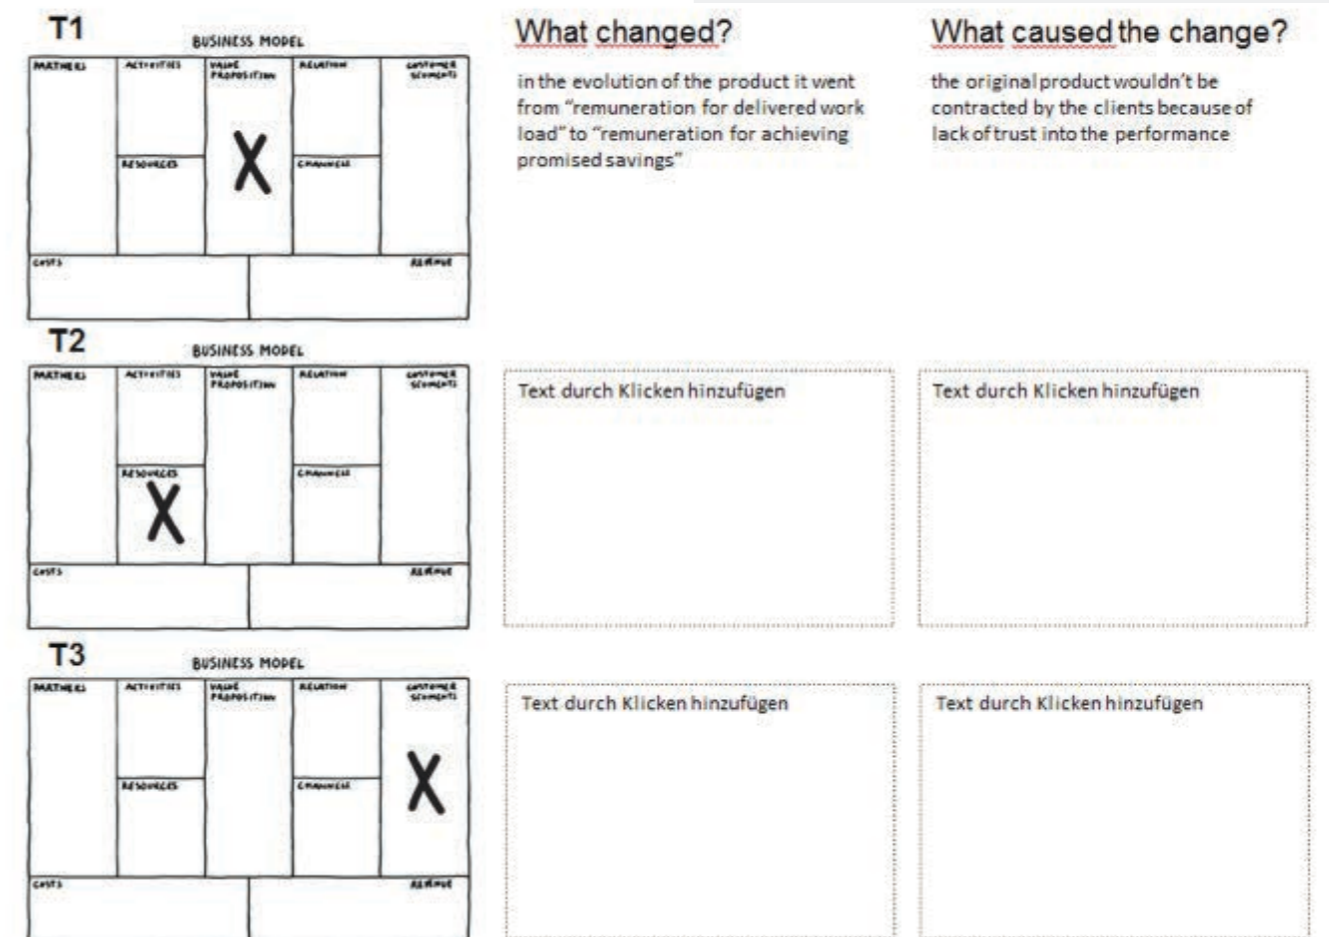 T1
BUSINESS MODEL
PARTNERS
ACTIVITIES
VALUE
PROPOSITION
RELATION
CUSTOMER
SEGMENTS
RESOURCES
CHANNELS
COSTS
REVENUE
What changed?
in the evolution of the product it went
from “remuneration for delivered work
load” to “remuneration for achieving
promised savings”
What caused the change?
the original product wouldn’t be
contracted by the clients because of
lack of trust into the performance
T2
BUSINESS MODEL
PARTNERS
ACTIVITIES
VALUE
PROPOSITION
RELATION
CUSTOMER
SEGMENTS
RESOURCES
CHANNELS
COSTS
REVENUE
Text durch Klicken hinzufügen
Text durch Klicken hinzufügen
T3
BUSINESS MODEL
PARTNERS
ACTIVITIES
VALUE
PROPOSITION
RELATION
CUSTOMER
SEGMENTS
RESOURCES
CHANNELS
COSTS
REVENUE
Text durch Klicken hinzufügen
Text durch Klicken hinzufügen